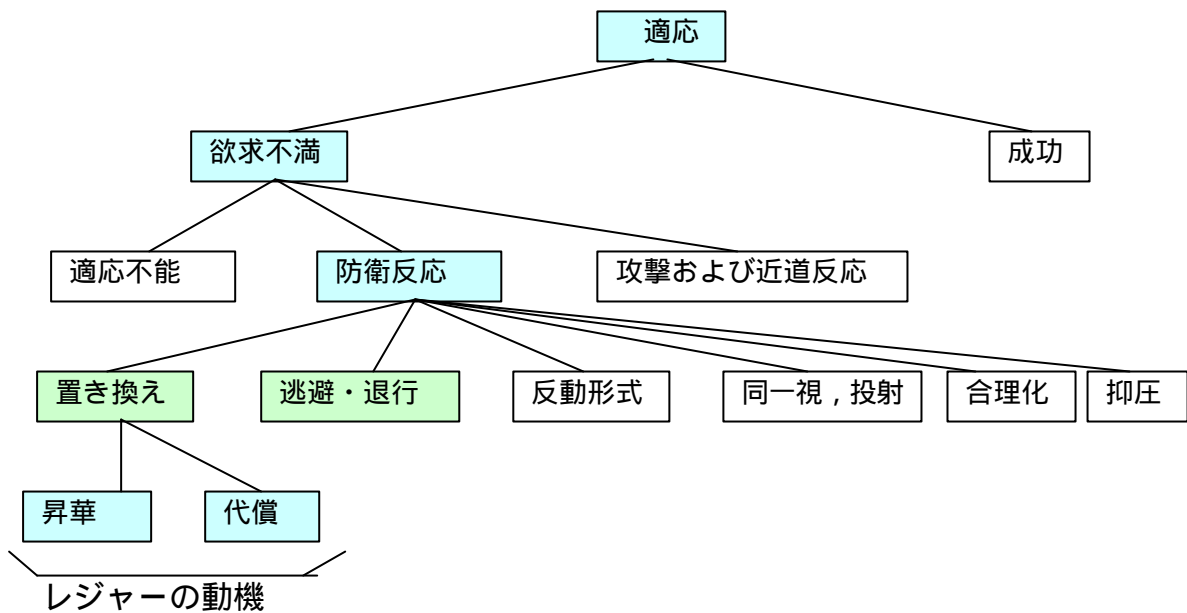 適応
欲求不満
成功
適応不能
防衛反応
攻撃および近道反応
置き換え
逃避・退行
反動形式
同一視,投射
合理化
抑圧
昇華
代償
レジャーの動機